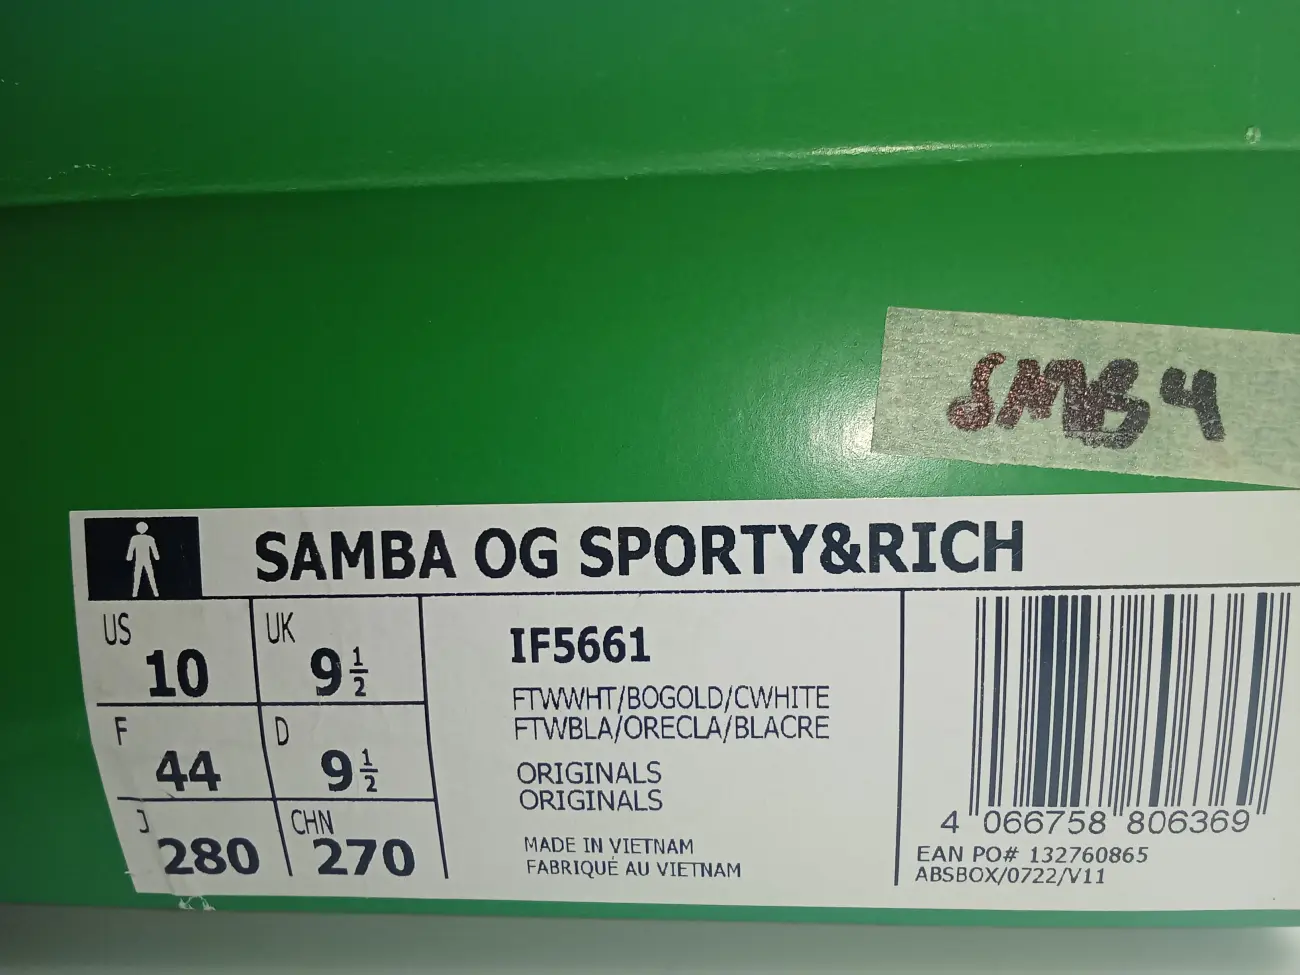 SMB4
SAMBA OG SPORTY&RICH
US
10
UK
9 1/2
F
44
D
9 1/2
J
280
CHN
270
IF5661
FTWWHT/BOGOLD/CWHITE
FTWBLA/ORECLA/BLACRE
ORIGINALS
ORIGINALS
MADE IN VIETNAM
FABRIQUÉ AU VIETNAM
4 066758 806369
EAN PO# 132760865
ABSBOX/0722/V11